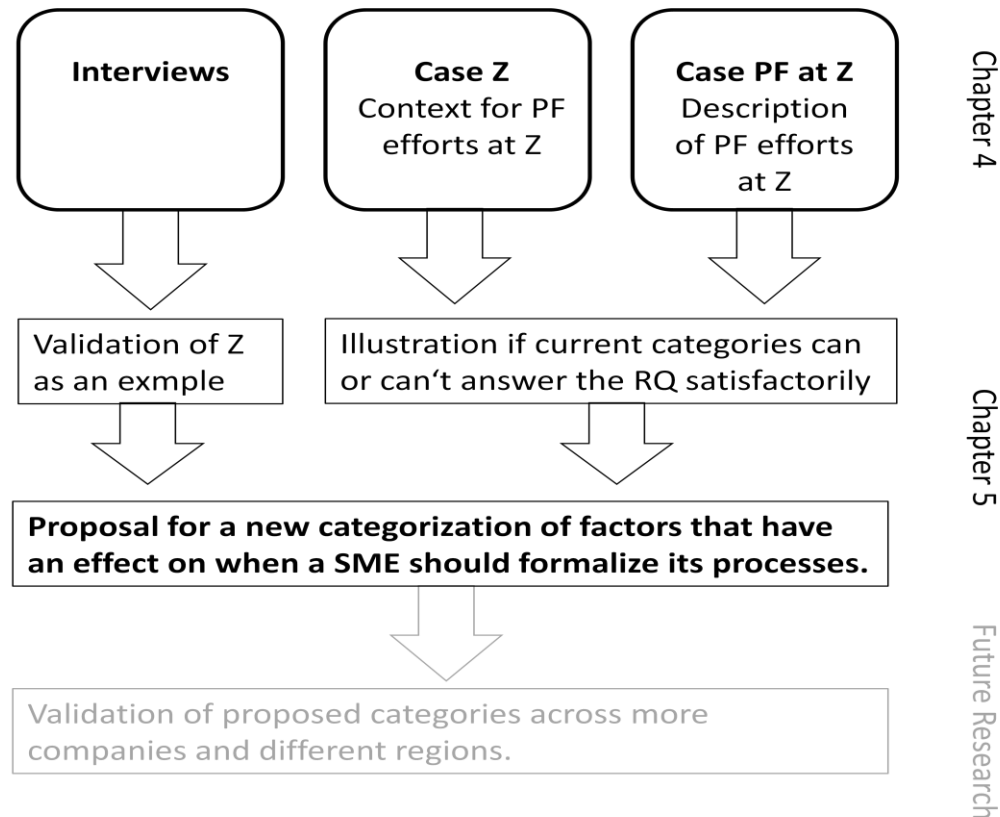 Interviews
Case Z
Context for PF
efforts at Z
Case PF at Z
Description
of PF efforts
at Z
Chapter 4
Validation of Z
as an exmple
Illustration if current categories can
or can‘t answer the RQ satisfactorily
Chapter 5
Proposal for a new categorization of factors that have
an effect on when a SME should formalize its processes.
Validation of proposed categories across more
companies and different regions.
Future Research